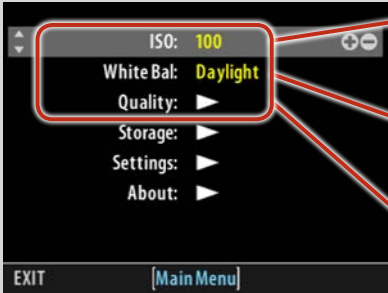 ISO: 100
White Bal: Daylight
Quality:
Storage:
Settings:
About:
EXIT [Main Menu]